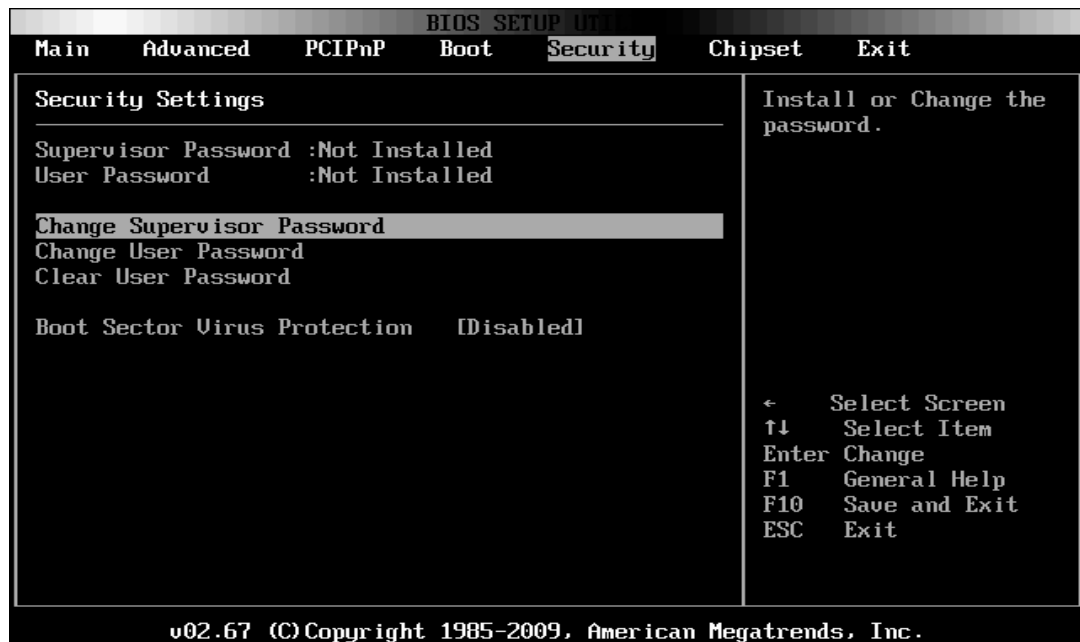 BIOS SETUP UTI
Main Advanced PCIPnP Boot Security Chipset Exit
Security Settings
Supervisor Password :Not Installed
User Password :Not Installed
Change Supervisor Password
Change User Password
Clear User Password
Boot Sector Virus Protection [Disabled]
Install or Change the
password.
← Select Screen
↑↓ Select Item
Enter Change
F1 General Help
F10 Save and Exit
ESC Exit
v02.67 (C)Copyright 1985-2009, American Megatrends, Inc.